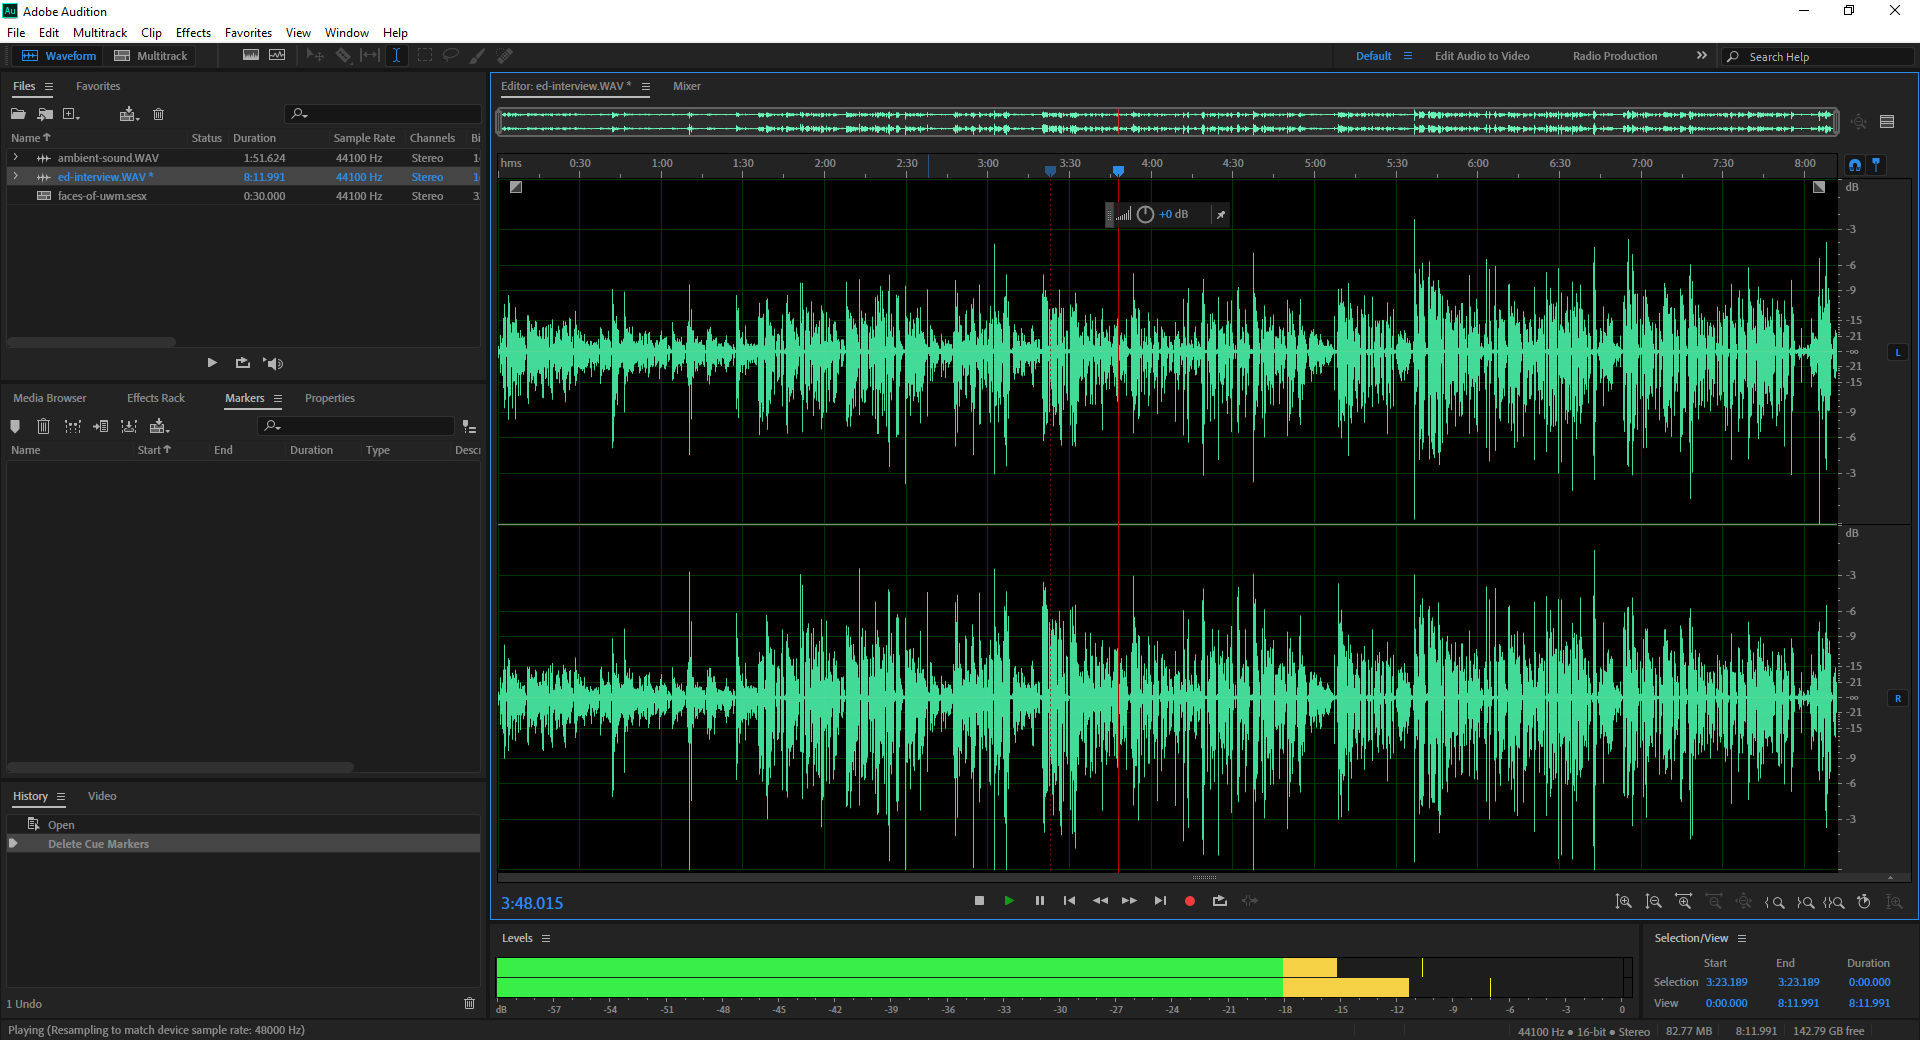 Au Adobe Audition
File Edit Multitrack Clip Effects Favorites View Window Help
Waveform Multitrack Default Edit Audio to Video Radio Production Search Help
Files Favorites
Name Status Duration Sample Rate Channels Bi
ambient-sound.WAV 1:51.624 44100 Hz Stereo
ed-interview.WAV * 8:11.991 44100 Hz Stereo
faces-of-uwm.sesx 0:30.000 44100 Hz Stereo
Media Browser Effects Rack Markers Properties
Name Start End Duration Type Descr
History Video
Open
Delete Cue Markers
1 Undo
Editor: ed-interview.WAV * Mixer
hms 0:30 1:00 1:30 2:00 2:30 3:00 3:30 4:00 4:30 5:00 5:30 6:00 6:30 7:00 7:30 8:00
+0 dB
dB
-3
-6
-9
-15
-21
-∞
-21
-15
-9
-6
-3
L
dB
-3
-6
-9
-15
-21
-∞
-21
-15
-9
-6
-3
R
3:48.015
Levels
dB -57 -54 -51 -48 -45 -42 -39 -36 -33 -30 -27 -24 -21 -18 -15 -12 -9 -6 -3 0
Selection/View
Start End Duration
Selection 3:23.189 3:23.189 0:00.000
View 0:00.000 8:11.991 8:11.991
Playing (Resampling to match device sample rate: 48000 Hz)
44100 Hz ● 16-bit ● Stereo 82.77 MB 8:11.991 142.79 GB free